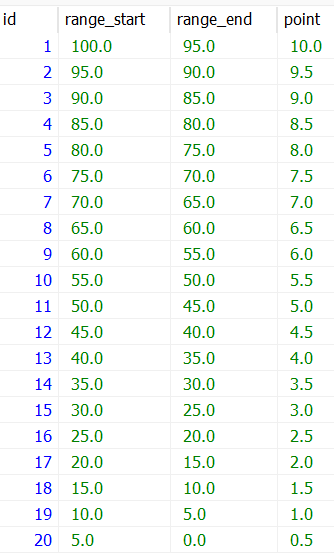 id range_start range_end point
1 100.0 95.0 10.0
2 95.0 90.0 9.5
3 90.0 85.0 9.0
4 85.0 80.0 8.5
5 80.0 75.0 8.0
6 75.0 70.0 7.5
7 70.0 65.0 7.0
8 65.0 60.0 6.5
9 60.0 55.0 6.0
10 55.0 50.0 5.5
11 50.0 45.0 5.0
12 45.0 40.0 4.5
13 40.0 35.0 4.0
14 35.0 30.0 3.5
15 30.0 25.0 3.0
16 25.0 20.0 2.5
17 20.0 15.0 2.0
18 15.0 10.0 1.5
19 10.0 5.0 1.0
20 5.0 0.0 0.5